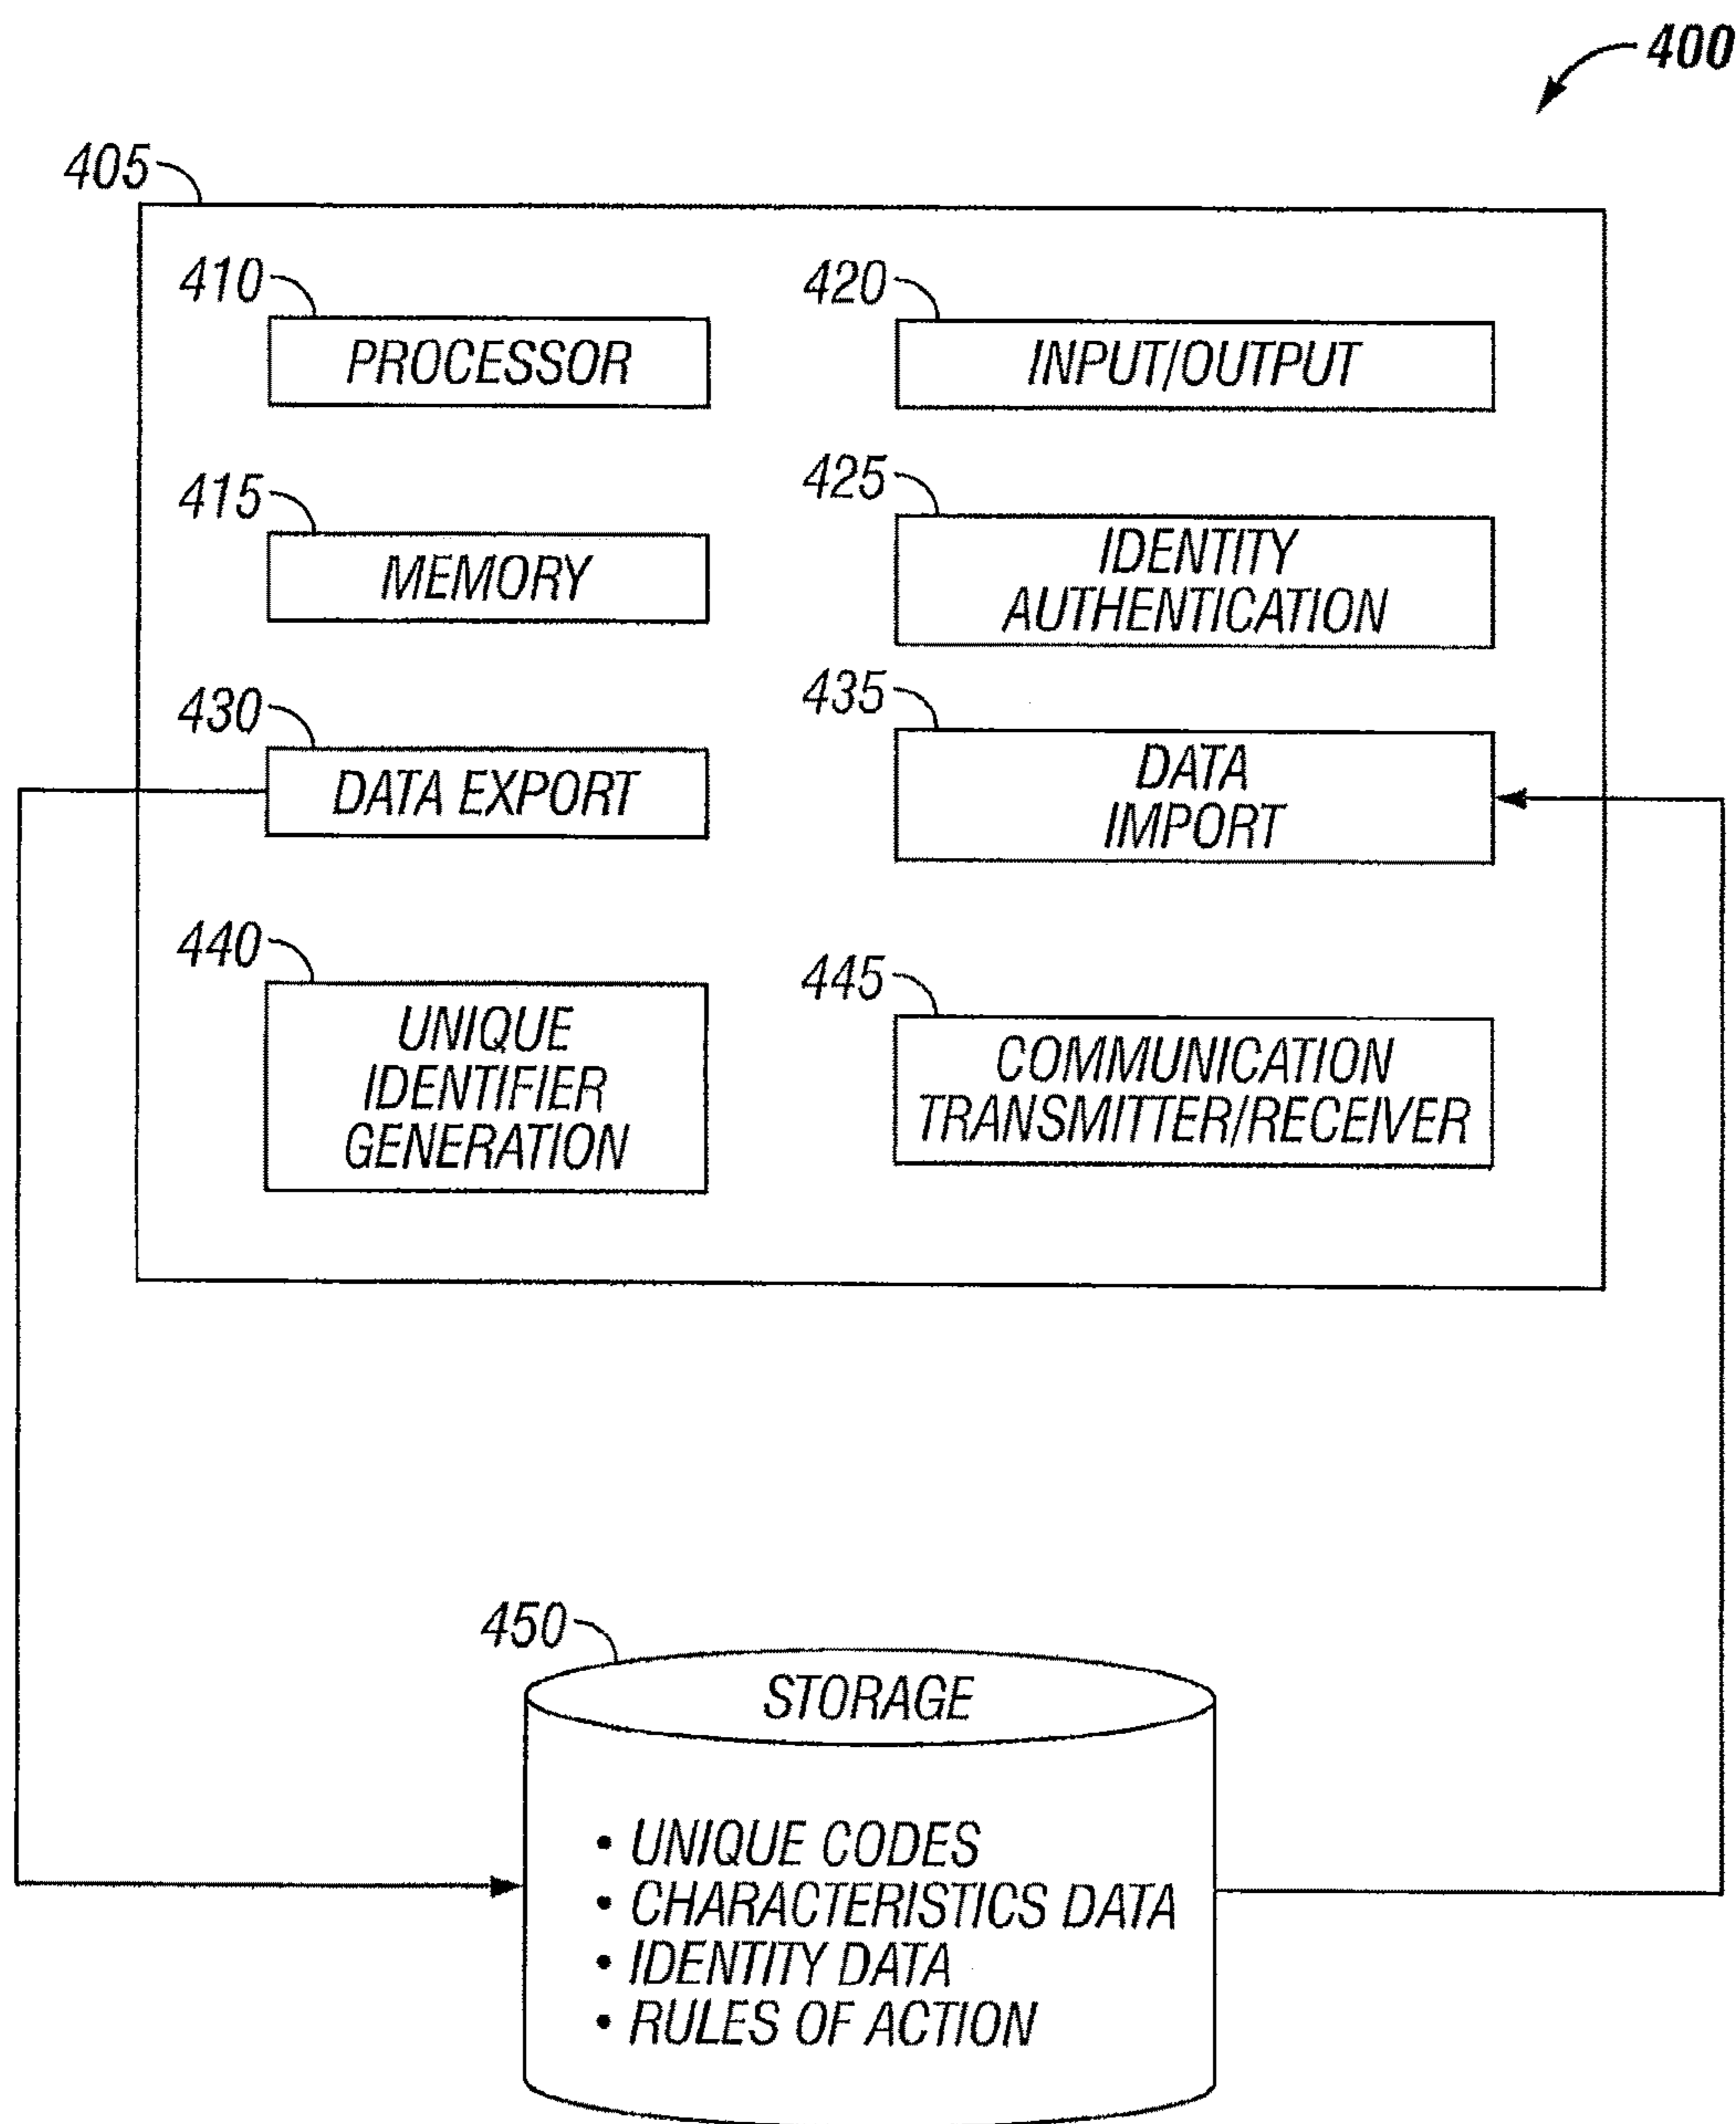 400
405
410
PROCESSOR
420
INPUT/OUTPUT
415
MEMORY
425
IDENTITY
AUTHENTICATION
430
DATA EXPORT
435
DATA
IMPORT
440
UNIQUE
IDENTIFIER
GENERATION
445
COMMUNICATION
TRANSMITTER/RECEIVER
450
STORAGE
• UNIQUE CODES
• CHARACTERISTICS DATA
• IDENTITY DATA
• RULES OF ACTION